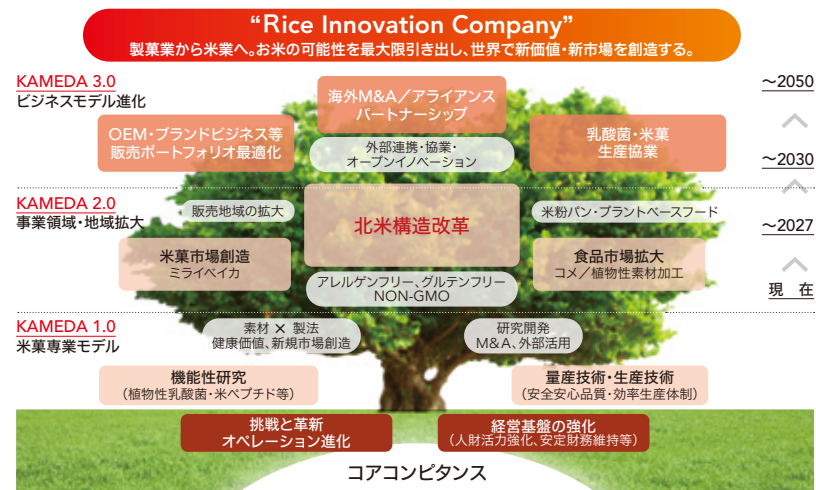 “Rice Innovation Company”
製菓業から米業へ。お米の可能性を最大限引き出し、世界で新価値・新市場を創造する。
KAMEDA 3.0
ビジネスモデル進化
海外M&A／アライアンス
パートナーシップ
OEM・ブランドビジネス等
販売ポートフォリオ最適化
外部連携・協業・
オープンイノベーション
乳酸菌・米菓
生産協業
～2050
～2030
KAMEDA 2.0
事業領域・地域拡大
販売地域の拡大
北米構造改革
米粉パン・プラントベースフード
～2027
米菓市場創造
ミライベイカ
食品市場拡大
コメ／植物性素材加工
アレルゲンフリー、グルテンフリー
NON-GMO
現 在
KAMEDA 1.0
米菓専業モデル
素材 × 製法
健康価値、新規市場創造
研究開発
M&A、外部活用
機能性研究
（植物性乳酸菌・米ペプチド等）
量産技術・生産技術
（安全安心品質・効率生産体制）
挑戦と革新
オペレーション進化
経営基盤の強化
（人財活力強化、安定財務維持等）
コアコンピタンス